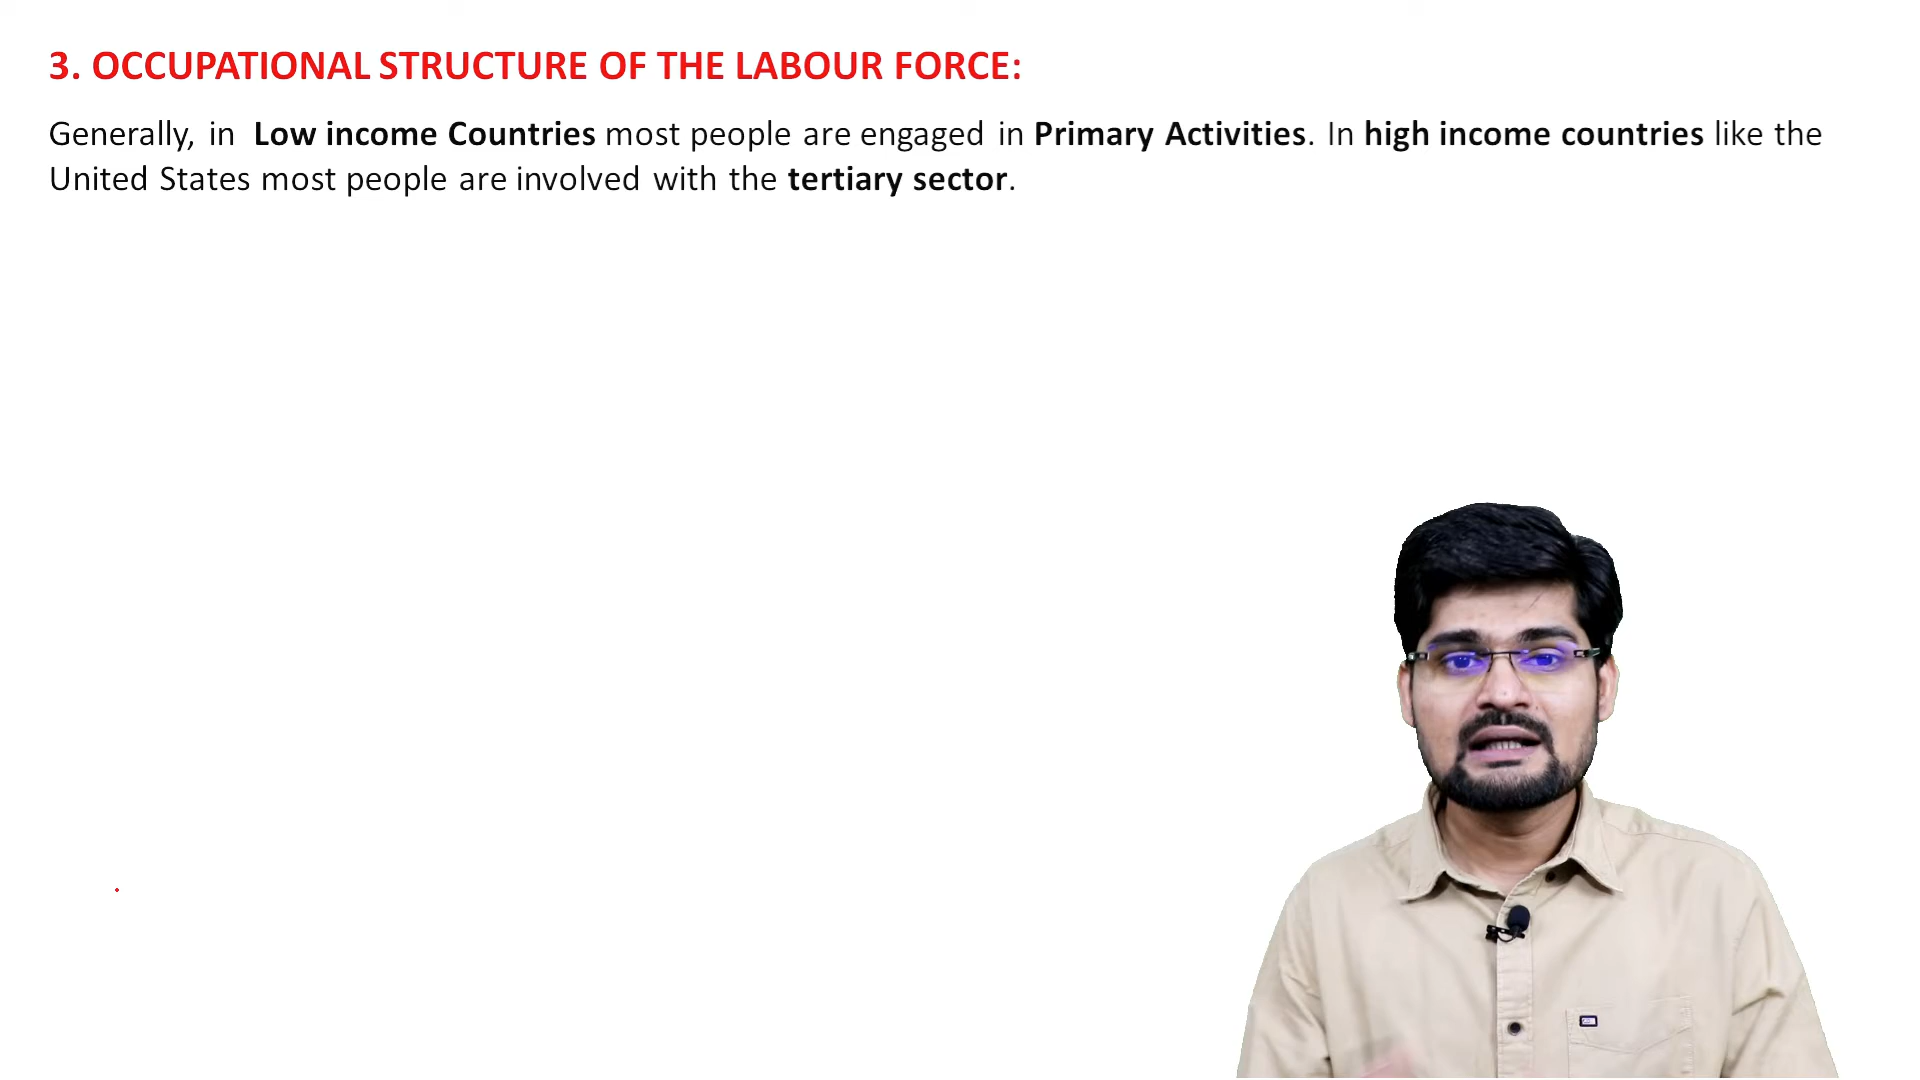 3. OCCUPATIONAL STRUCTURE OF THE LABOUR FORCE:
Generally, in Low income Countries most people are engaged in Primary Activities. In high income countries like the
United States most people are involved with the tertiary sector.